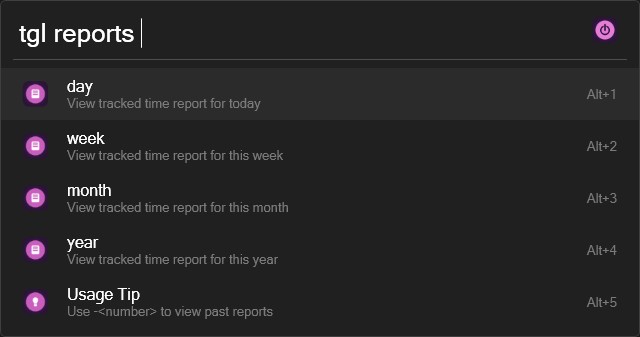 tgl reports
day
View tracked time report for today
Alt+1
week
View tracked time report for this week
Alt+2
month
View tracked time report for this month
Alt+3
year
View tracked time report for this year
Alt+4
Usage Tip
Use -<number> to view past reports
Alt+5